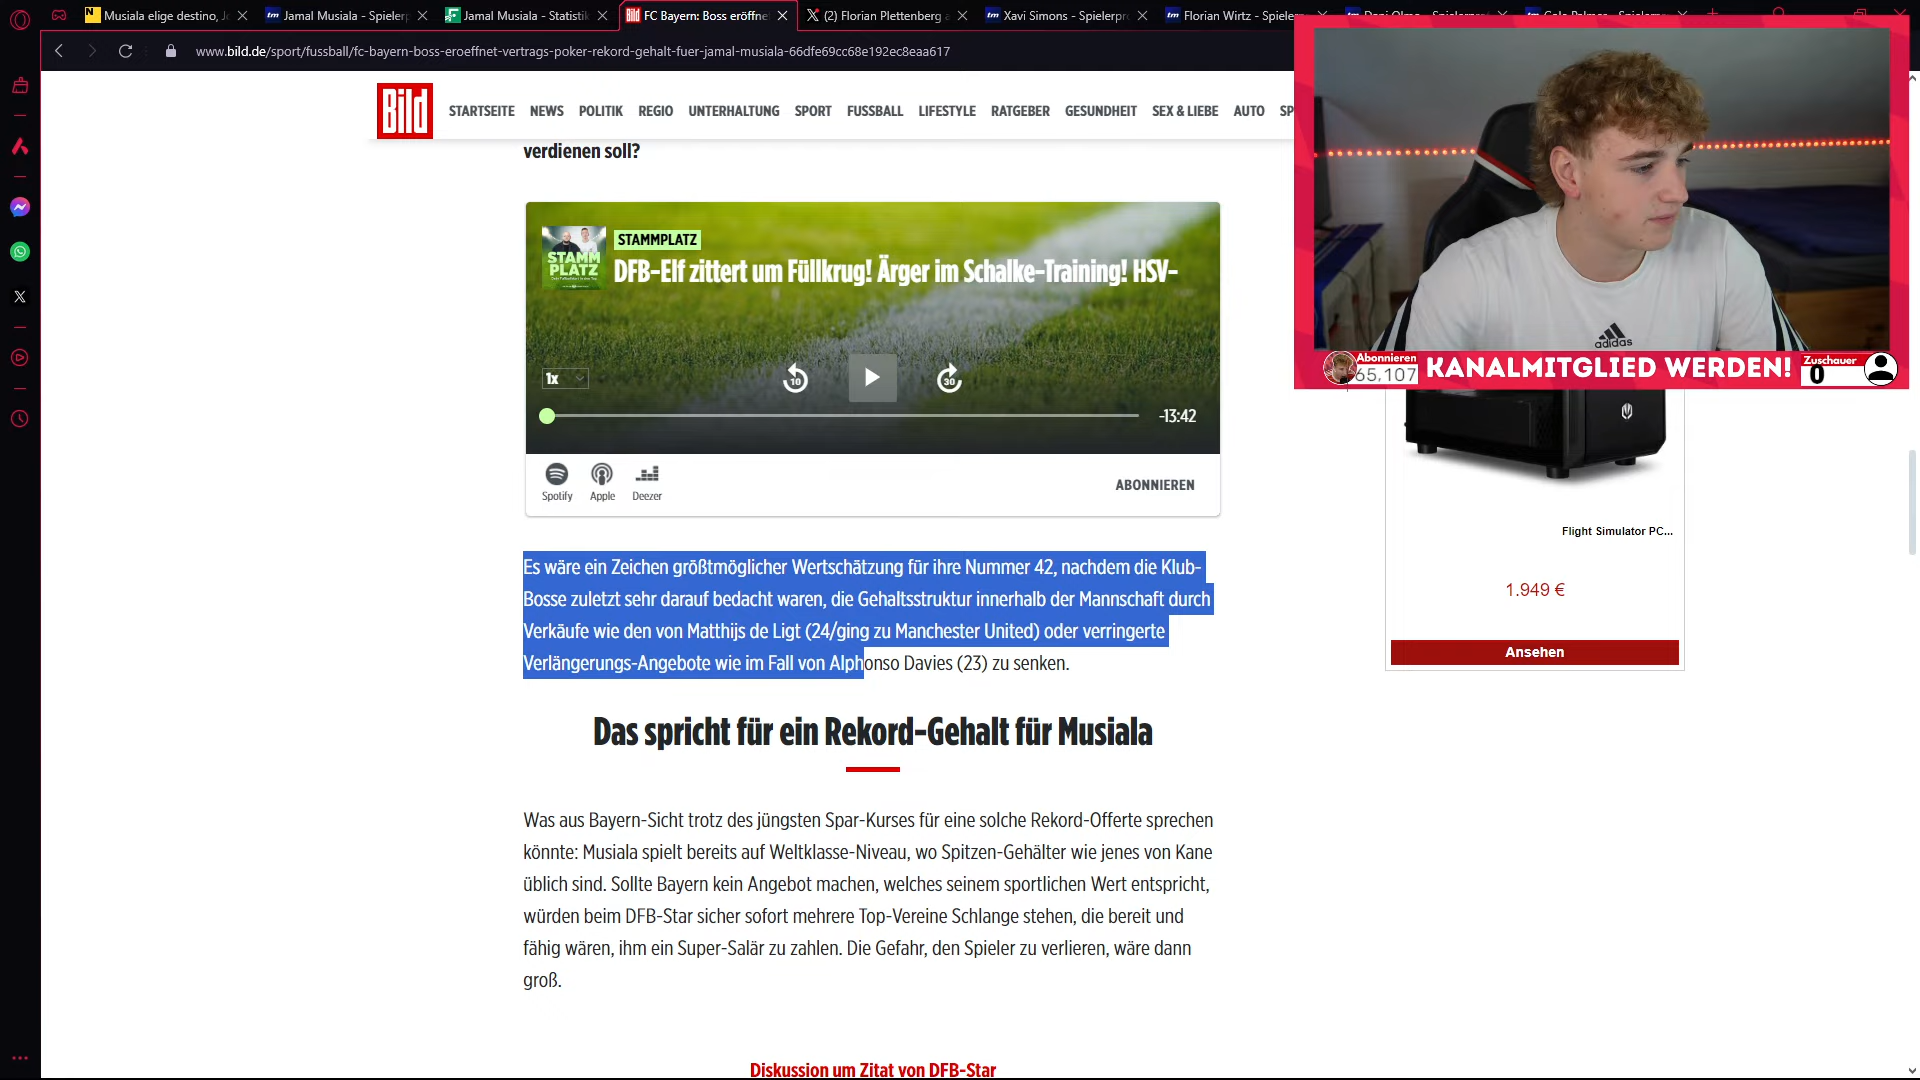 Musiala elige destino, J
Jamal Musiala - Spielerp
Jamal Musiala - Statistik
FC Bayern: Boss eröffnet
(2) Florian Plettenberg a
Xavi Simons - Spielerpro
Florian Wirtz - Spielerp
www.bild.de/sport/fussball/fc-bayern-boss-eroeffnet-vertrags-poker-rekord-gehalt-fuer-jamal-musiala-66dfe69cc68e192ec8eaa617
Bild
STARTSEITE NEWS POLITIK REGIO UNTERHALTUNG SPORT FUSSBALL LIFESTYLE RATGEBER GESUNDHEIT SEX & LIEBE AUTO SP
verdienen soll?
STAMM PLATZ
STAMMPLATZ
DFB-Elf zittert um Füllkrug! Ärger im Schalke-Training! HSV-
1x
10
30
-13:42
Spotify Apple Deezer
ABONNIEREN
Es wäre ein Zeichen größtmöglicher Wertschätzung für ihre Nummer 42, nachdem die Klub-
Bosse zuletzt sehr darauf bedacht waren, die Gehaltsstruktur innerhalb der Mannschaft durch
Verkäufe wie den von Matthijs de Ligt (24/ging zu Manchester United) oder verringerte
Verlängerungs-Angebote wie im Fall von Alphonso Davies (23) zu senken.
Das spricht für ein Rekord-Gehalt für Musiala
Was aus Bayern-Sicht trotz des jüngsten Spar-Kurses für eine solche Rekord-Offerte sprechen
könnte: Musiala spielt bereits auf Weltklasse-Niveau, wo Spitzen-Gehälter wie jenes von Kane
üblich sind. Sollte Bayern kein Angebot machen, welches seinem sportlichen Wert entspricht,
würden beim DFB-Star sicher sofort mehrere Top-Vereine Schlange stehen, die bereit und
fähig wären, ihm ein Super-Salär zu zahlen. Die Gefahr, den Spieler zu verlieren, wäre dann
groß.
Diskussion um Zitat von DFB-Star
adidas
Abonnieren
65,107
KANALMITGLIED WERDEN!
Zuschauer
0
Flight Simulator PC...
1.949 €
Ansehen